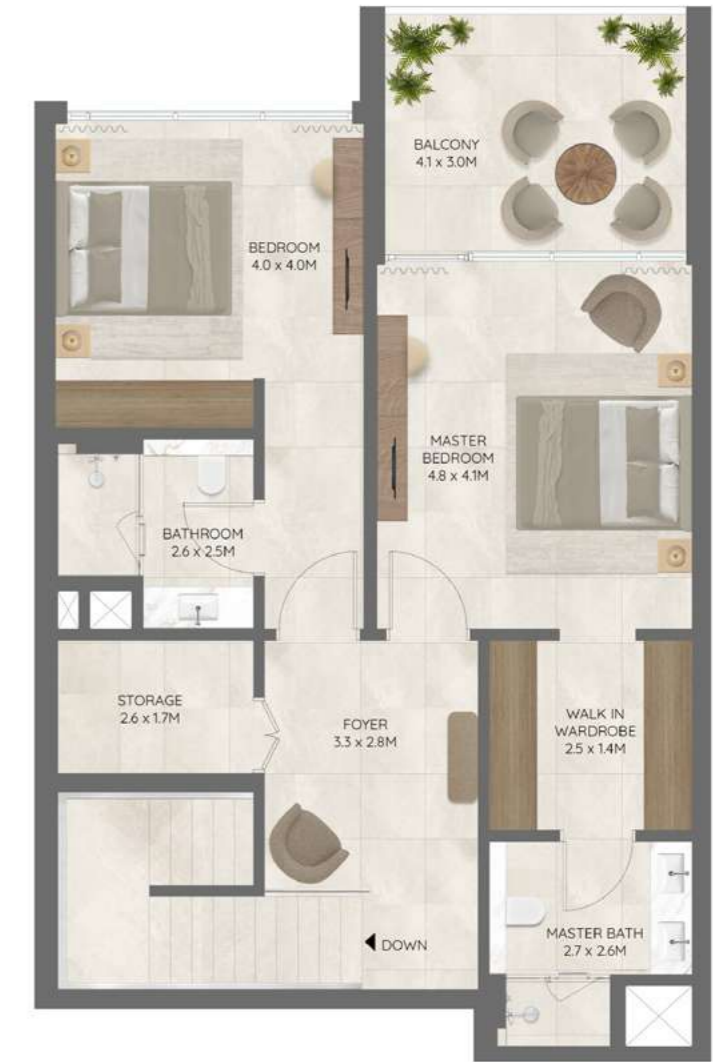 BALCONY
4.1 x 3.0M
BEDROOM
4.0 x 4.0M
MASTER
BEDROOM
4.8 x 4.1M
BATHROOM
2.6 x 2.5M
STORAGE
2.6 x 1.7M
FOYER
3.3 x 2.8M
WALK IN
WARDROBE
2.5 x 1.4M
MASTER BATH
2.7 x 2.6M
DOWN